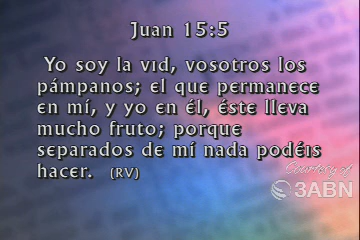 Juan 15:5
Yo soy la vid, vosotros los
pámpanos; el que permanece
en mí, y yo en él, éste lleva
mucho fruto; porque
separados de mí nada podéis
hacer. (RV)
Courtesy of
3ABN